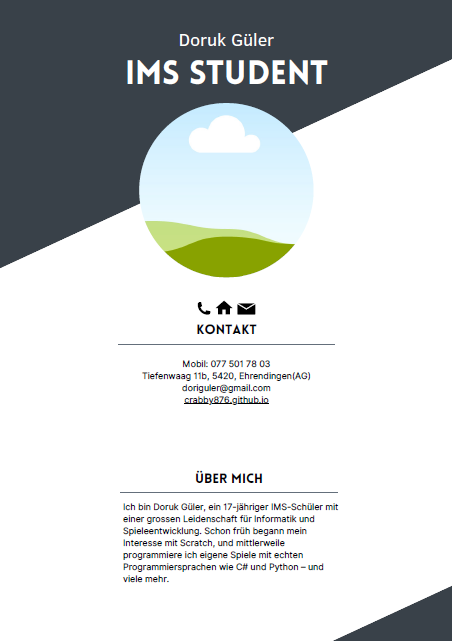 Doruk Güler
IMS STUDENT
KONTAKT
Mobil: 077 501 78 03
Tiefenwaag 11b, 5420, Ehrendingen(AG)
doriguler@gmail.com
crabby876.github.io
ÜBER MICH
Ich bin Doruk Güler, ein 17-jähriger IMS-Schüler mit
einer grossen Leidenschaft für Informatik und
Spieleentwicklung. Schon früh begann mein
Interesse mit Scratch, und mittlerweile
programmiere ich eigene Spiele mit echten
Programmiersprachen wie C# und Python – und
viele mehr.